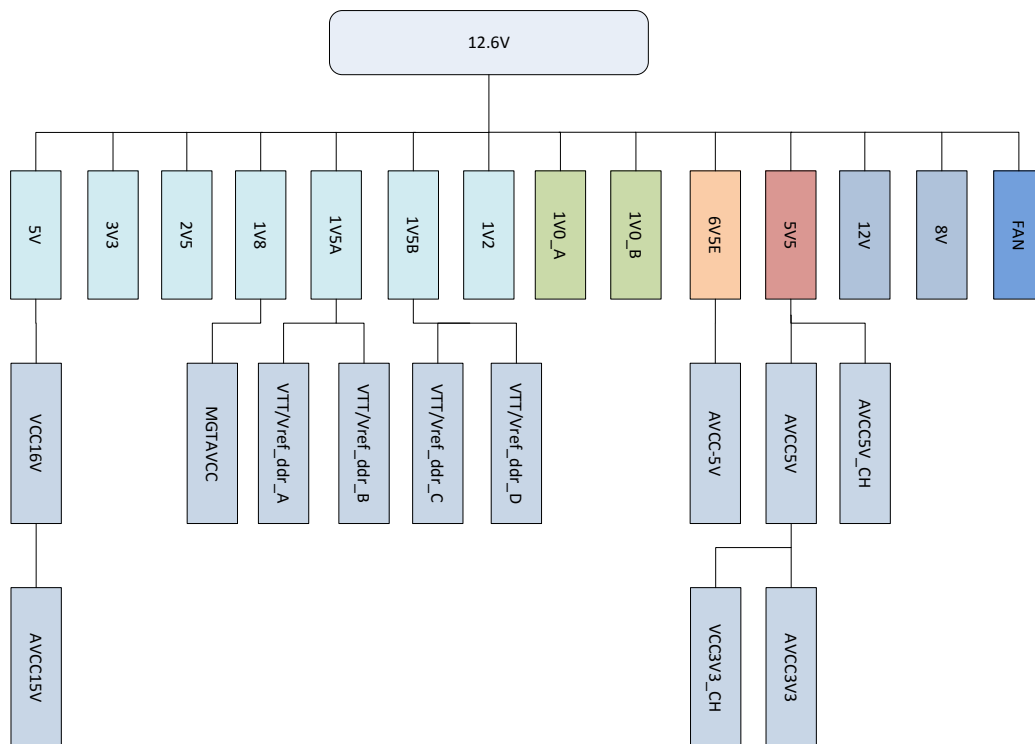 12.6V
5V
3V3
2V5
1V8
1V5A
1V5B
1V2
1V0_A
1V0_B
6V5E
5V5
12V
8V
FAN
VCC16V
MGTAVCC
VTT/Vref_ddr_A
VTT/Vref_ddr_B
VTT/Vref_ddr_C
VTT/Vref_ddr_D
AVCC-5V
AVCC5V
AVCC5V_CH
AVCC15V
VCC3V3_CH
AVCC3V3